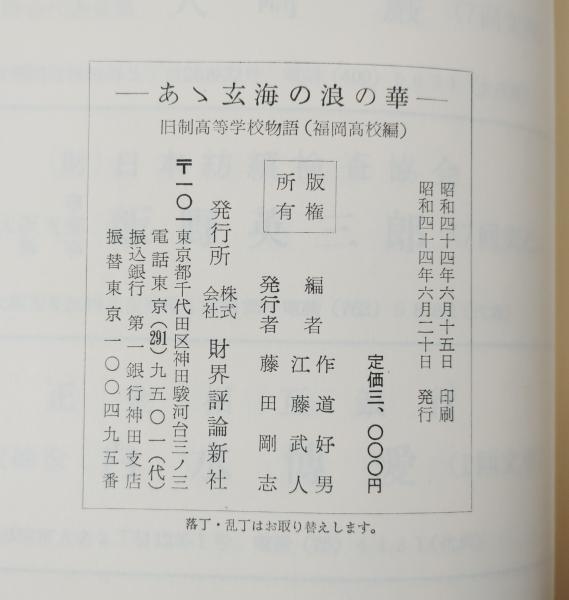 あゝ玄海の浪の華
旧制高等学校物語(福岡高校編)
昭和四十四年六月十五日 印刷
昭和四十四年六月二十日 発行
定価三、〇〇〇円
編者 作道好男
江藤武人
発行者 藤田剛志
版権
所有
発行所 株式会社 財界評論新社
〒一〇一 東京都千代田区神田駿河台三ノ三
電話東京(291)九五〇一(代)
振込銀行 第一銀行神田支店
振替東京一〇〇四九五番
落丁・乱丁はお取り替えします。